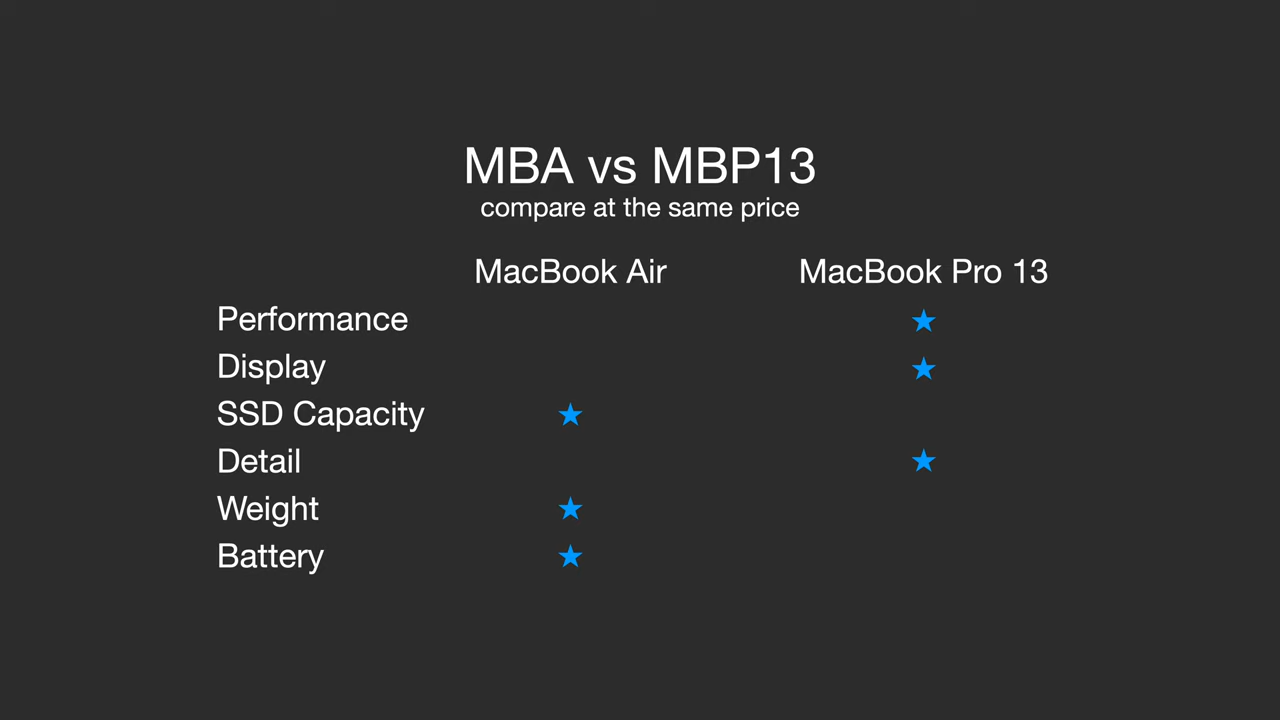 MBA vs MBP13
compare at the same price
MacBook Air MacBook Pro 13
Performance ★
Display ★
SSD Capacity ★
Detail ★
Weight ★
Battery ★